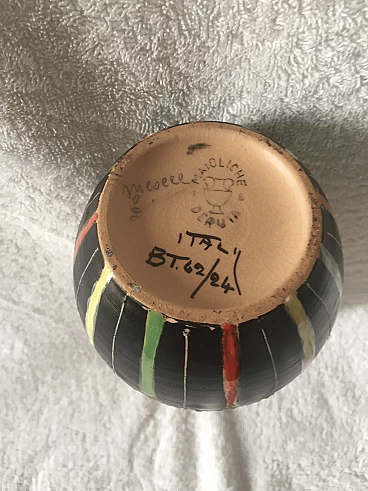 MAIOLICHE
DERUTA
ITALY
BT.62/24